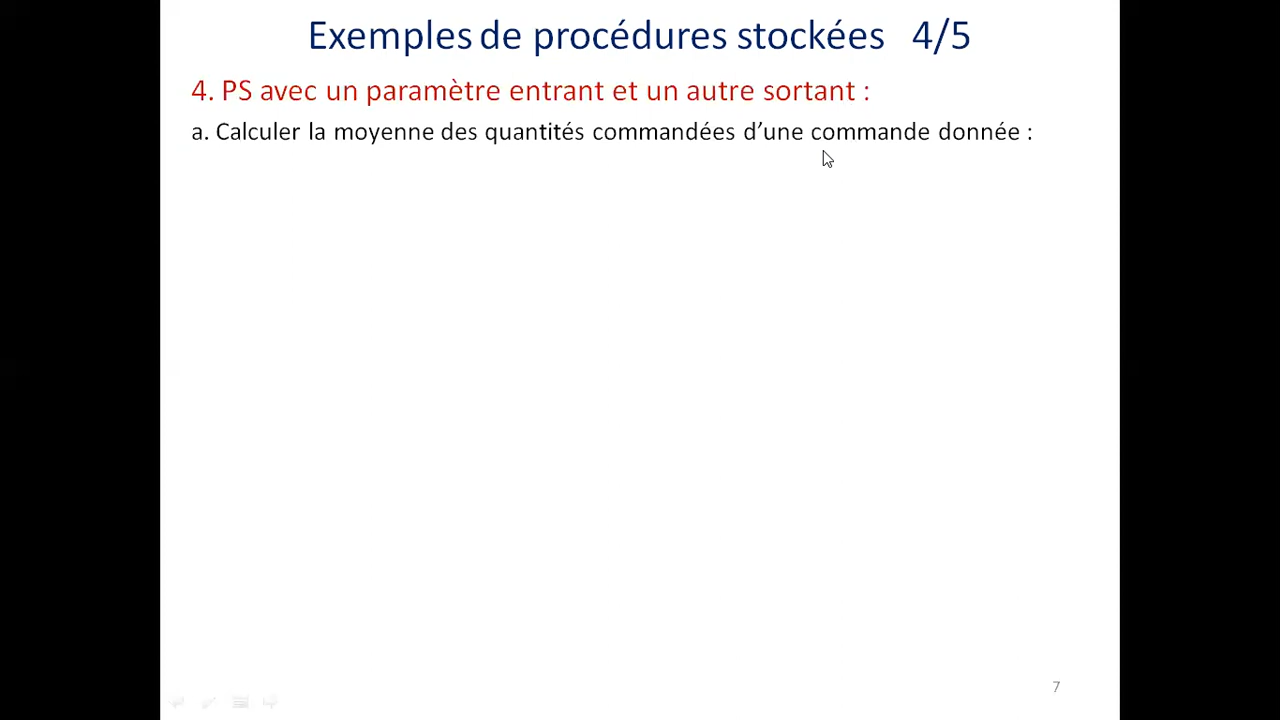 Exemples de procédures stockées 4/5
4. PS avec un paramètre entrant et un autre sortant :
a. Calculer la moyenne des quantités commandées d’une commande donnée :
7